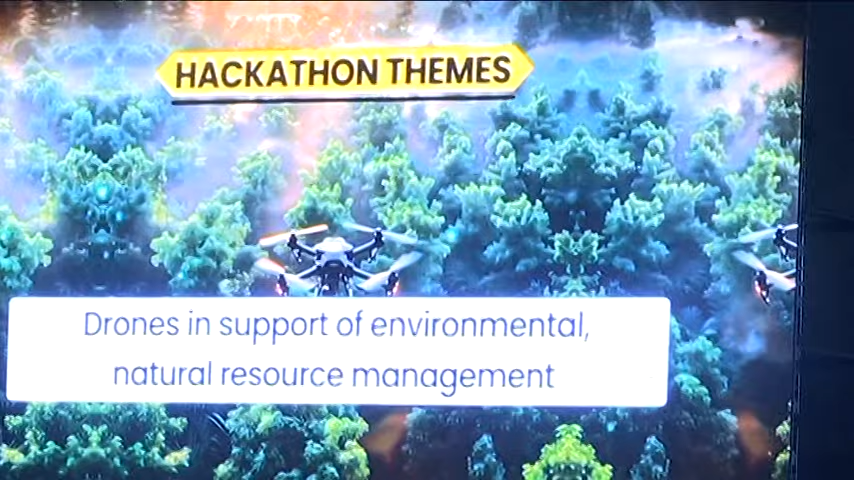 HACKATHON THEMES
Drones in support of environmental,
natural resource management